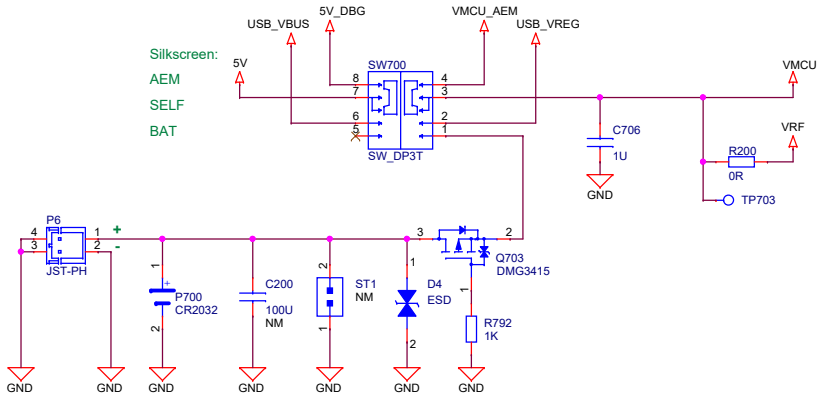 5V_DBG
VMCU_AEM
USB_VBUS
USB_VREG
Silkscreen:
5V
SW700
VMCU
AEM
8
4
7
3
SELF
6
2
C706
VRF
BAT
5
1
1U
R200
SW_DP3T
0R
GND
TP703
P6
4
1
+
3
2
3
2
-
JST-PH
Q703
DMG3415
1
P700
CR2032
2
C200
100U
NM
2
ST1
NM
1
1
D4
ESD
2
1
R792
1K
GND
GND
GND
GND
GND
GND
GND